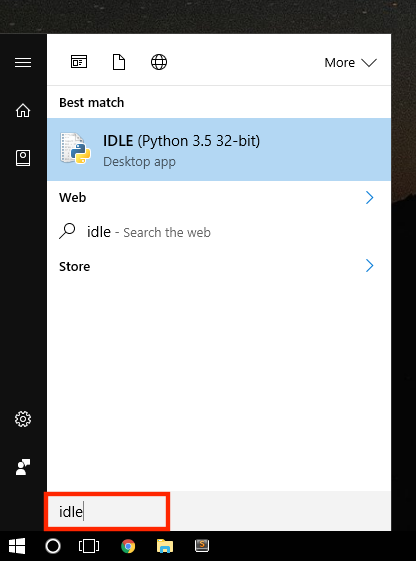 More
Best match
IDLE (Python 3.5 32-bit)
Desktop app
Web
idle - Search the web
Store
idle